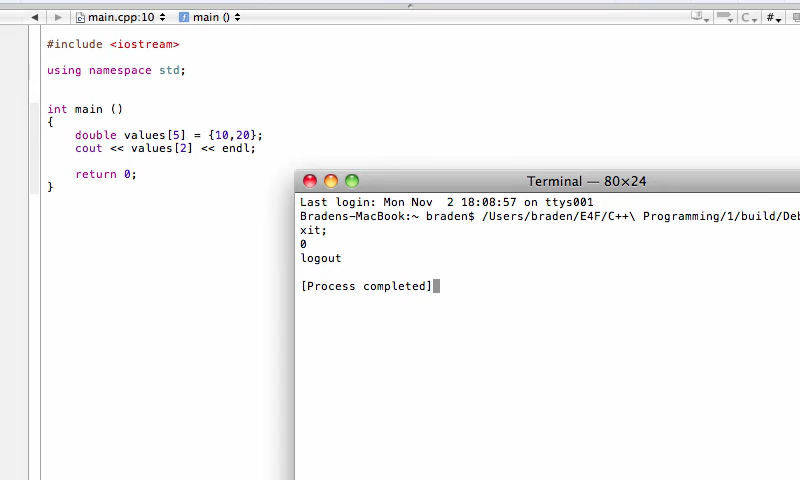 main.cpp:10 main () C #
#include <iostream>
using namespace std;
int main ()
{
double values[5] = {10,20};
cout << values[2] << endl;
return 0;
}
Terminal — 80×24
Last login: Mon Nov 2 18:08:57 on ttys001
Bradens-MacBook:~ braden$ /Users/braden/E4F/C++\ Programming/1/build/Deb
xit;
0
logout
[Process completed]